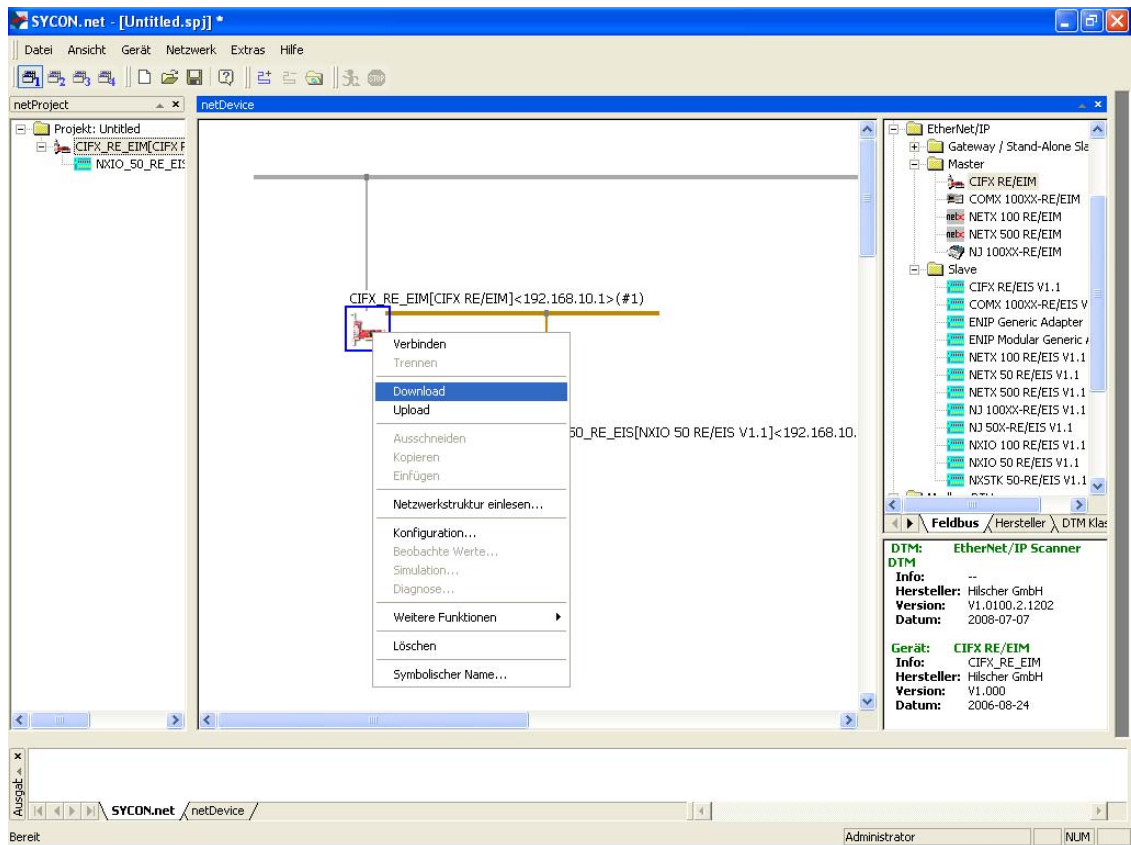 SYCON.net - [Untitled.spj] *
Datei Ansicht Gerät Netzwerk Extras Hilfe
netProject
Projekt: Untitled
CIFX_RE_EIM[CIFX R
NXIO_50_RE_EIS
netDevice
CIFX_RE_EIM[CIFX RE/EIM]<192.168.10.1>(#1)
50_RE_EIS[NXIO 50 RE/EIS V1.1]<192.168.10.
Verbinden
Trennen
Download
Upload
Ausschneiden
Kopieren
Einfügen
Netzwerkstruktur einlesen...
Konfiguration...
Beobachte Werte...
Simulation...
Diagnose...
Weitere Funktionen
Löschen
Symbolischer Name...
EtherNet/IP
Gateway / Stand-Alone Sla
Master
CIFX RE/EIM
COMX 100XX-RE/EIM
NETX 100 RE/EIM
NETX 500 RE/EIM
NJ 100XX-RE/EIM
Slave
CIFX RE/EIS V1.1
COMX 100XX-RE/EIS V
ENIP Generic Adapter
ENIP Modular Generic
NETX 100 RE/EIS V1.1
NETX 50 RE/EIS V1.1
NETX 500 RE/EIS V1.1
NJ 100XX-RE/EIS V1.1
NJ 50X-RE/EIS V1.1
NXIO 100 RE/EIS V1.1
NXIO 50 RE/EIS V1.1
NXSTK 50-RE/EIS V1.1
Feldbus Hersteller DTM Klas
DTM: EtherNet/IP Scanner
DTM
Info: --
Hersteller: Hilscher GmbH
Version: V1.0100.2.1202
Datum: 2008-07-07
Gerät: CIFX RE/EIM
Info: CIFX_RE_EIM
Hersteller: Hilscher GmbH
Version: V1.000
Datum: 2006-08-24
Ausgat
SYCON.net netDevice
Bereit
Administrator
NUM